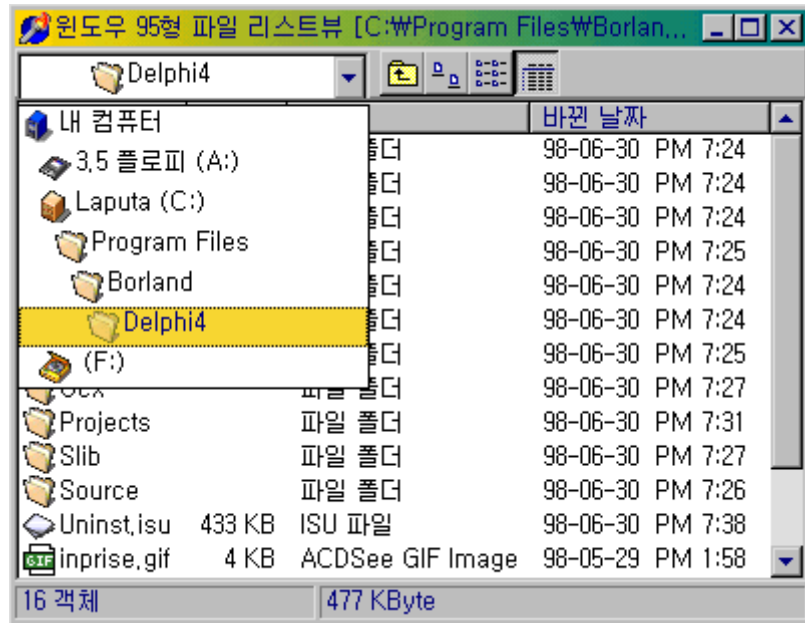 윈도우 95형 파일 리스트뷰 [C:₩Program Files₩Borlan...
Delphi4
바뀐 날짜
내 컴퓨터
3.5 플로피 (A:)
Laputa (C:)
Program Files
Borland
Delphi4
(F:)
더 98-06-30 PM 7:24
더 98-06-30 PM 7:24
더 98-06-30 PM 7:24
더 98-06-30 PM 7:25
더 98-06-30 PM 7:24
더 98-06-30 PM 7:24
더 98-06-30 PM 7:25
파일 폴더 98-06-30 PM 7:27
Projects 파일 폴더 98-06-30 PM 7:31
Slib 파일 폴더 98-06-30 PM 7:27
Source 파일 폴더 98-06-30 PM 7:26
Uninst.isu 433 KB ISU 파일 98-06-30 PM 7:38
GIF inprise.gif 4 KB ACDSee GIF Image 98-05-29 PM 1:58
16 객체 477 KByte